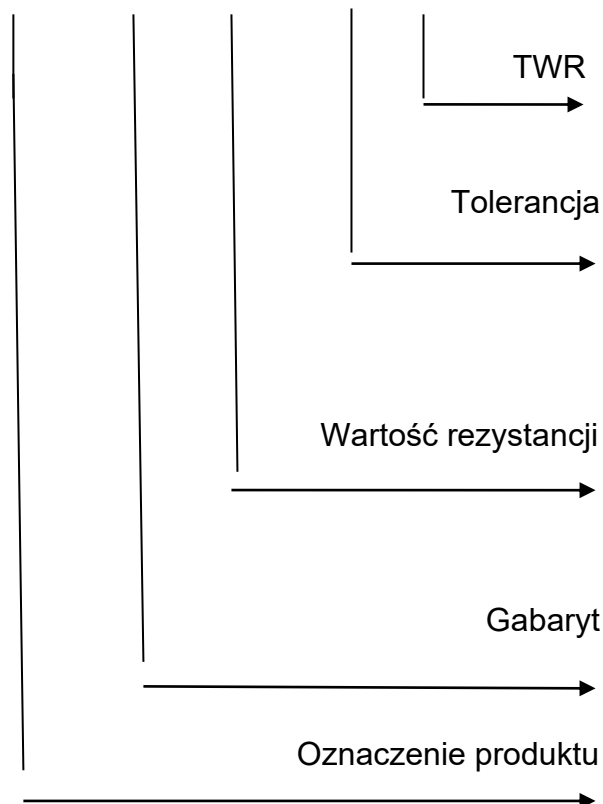 TWR
Tolerancja
Wartość rezystancji
Gabaryt
Oznaczenie produktu